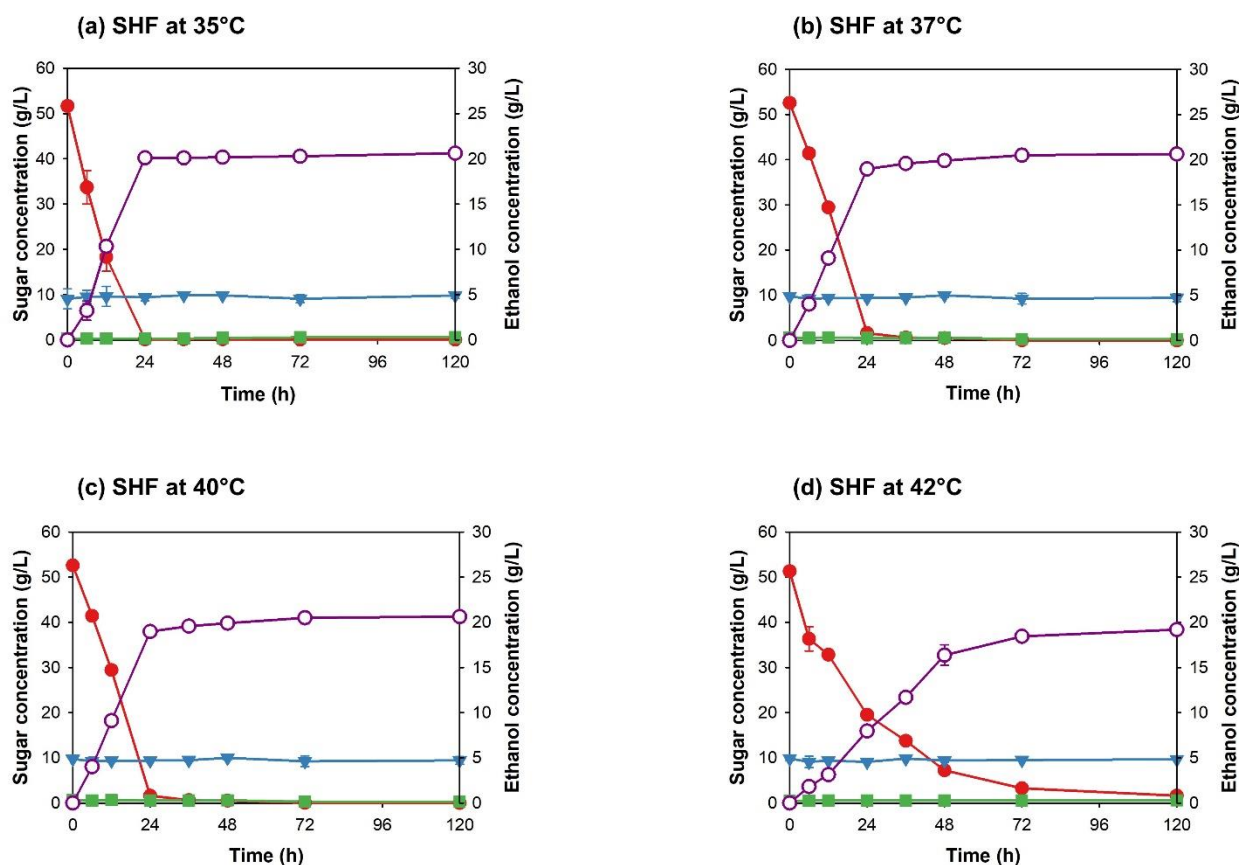 (a) SHF at 35°C
Sugar concentration (g/L)
60
50
40
30
20
10
0
30
25
20
15
10
5
0
Ethanol concentration (g/L)
0 24 48 72 96 120
Time (h)
(b) SHF at 37°C
Sugar concentration (g/L)
60
50
40
30
20
10
0
30
25
20
15
10
5
0
Ethanol concentration (g/L)
0 24 48 72 96 120
Time (h)
(c) SHF at 40°C
Sugar concentration (g/L)
60
50
40
30
20
10
0
30
25
20
15
10
5
0
Ethanol concentration (g/L)
0 24 48 72 96 120
Time (h)
(d) SHF at 42°C
Sugar concentration (g/L)
60
50
40
30
20
10
0
30
25
20
15
10
5
0
Ethanol concentration (g/L)
0 24 48 72 96 120
Time (h)